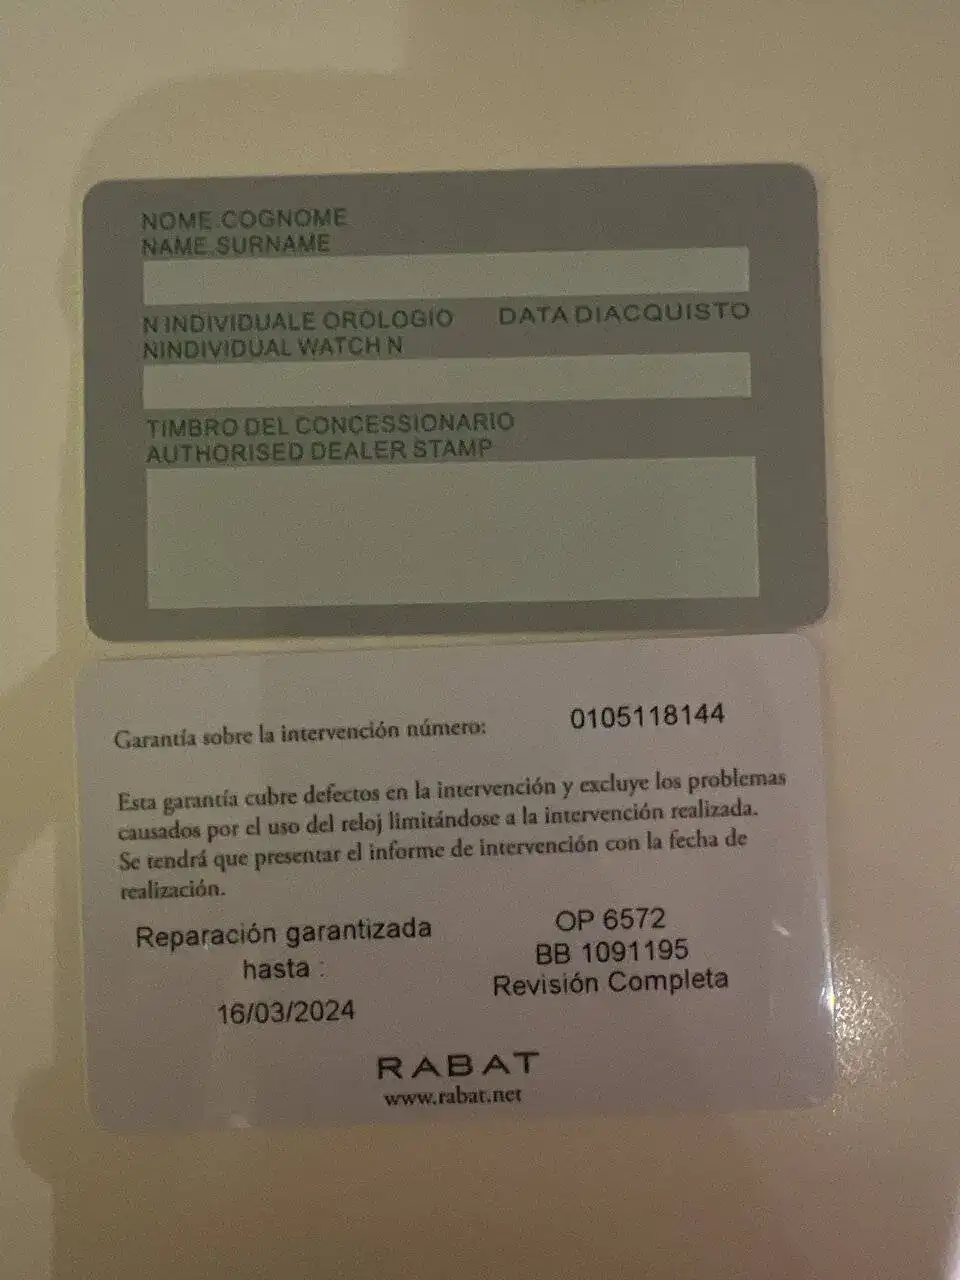 NOME.COGNOME
NAME.SURNAME
N INDIVIDUALE OROLOGIO DATA DIACQUISTO
NINDIVIDUAL WATCH N
TIMBRO DEL CONCESSIONARIO
AUTHORISED DEALER STAMP
Garantía sobre la intervención número: 0105118144
Esta garantía cubre defectos en la intervención y excluye los problemas
causados por el uso del reloj limitándose a la intervención realizada.
Se tendrá que presentar el informe de intervención con la fecha de
realización.
Reparación garantizada
hasta :
16/03/2024
OP 6572
BB 1091195
Revisión Completa
RABAT
www.rabat.net